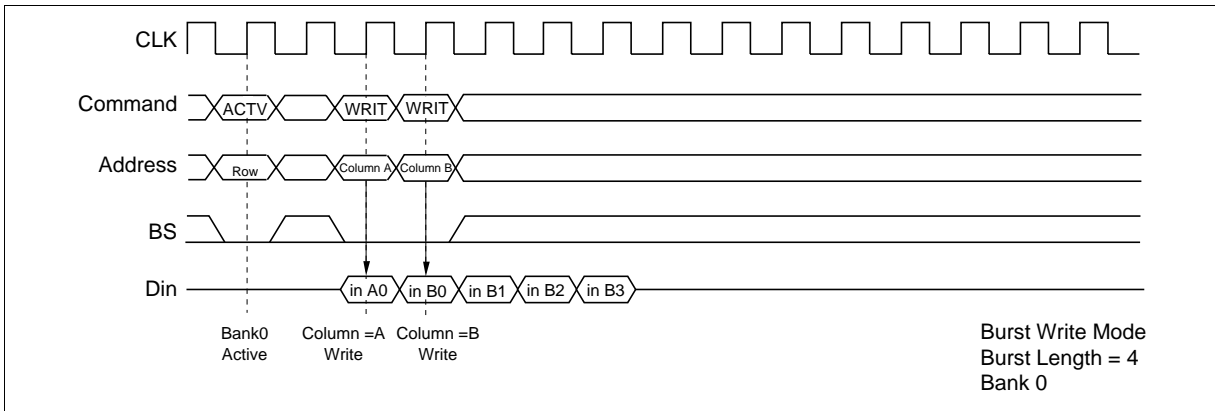 CLK
Command
ACTV
WRIT
WRIT
Address
Row
Column A
Column B
BS
Din
in A0
in B0
in B1
in B2
in B3
Bank0
Active
Column =A
Write
Column =B
Write
Burst Write Mode
Burst Length = 4
Bank 0